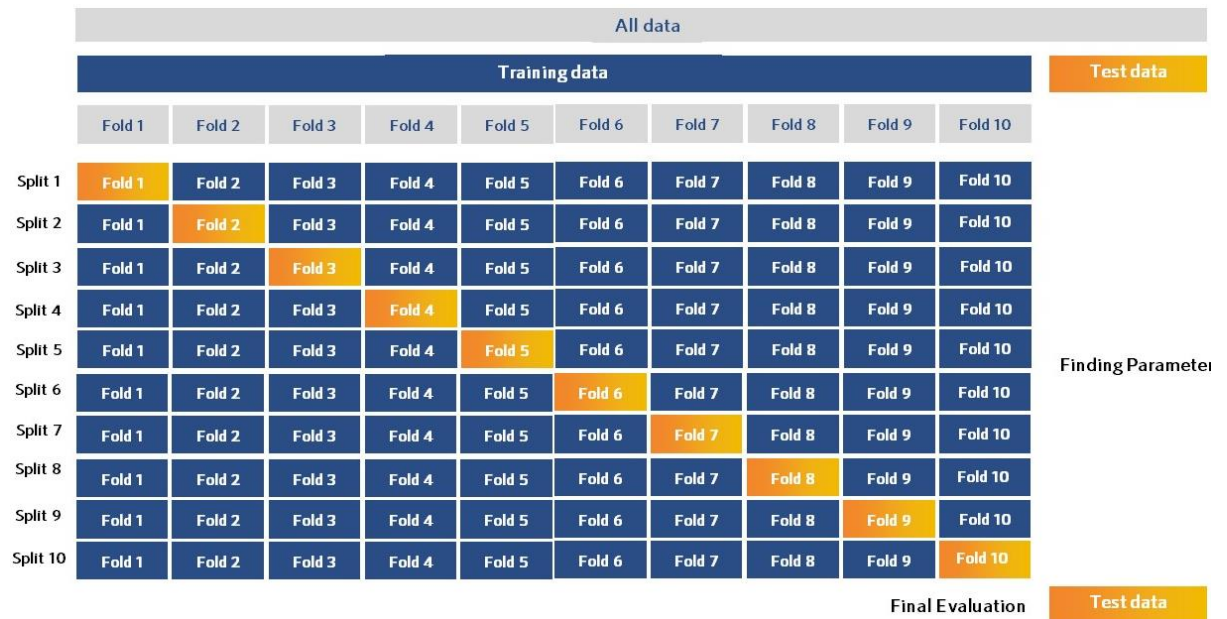 All data
Training data Test data
Fold 1 Fold 2 Fold 3 Fold 4 Fold 5 Fold 6 Fold 7 Fold 8 Fold 9 Fold 10
Split 1 Fold 1 Fold 2 Fold 3 Fold 4 Fold 5 Fold 6 Fold 7 Fold 8 Fold 9 Fold 10
Split 2 Fold 1 Fold 2 Fold 3 Fold 4 Fold 5 Fold 6 Fold 7 Fold 8 Fold 9 Fold 10
Split 3 Fold 1 Fold 2 Fold 3 Fold 4 Fold 5 Fold 6 Fold 7 Fold 8 Fold 9 Fold 10
Split 4 Fold 1 Fold 2 Fold 3 Fold 4 Fold 5 Fold 6 Fold 7 Fold 8 Fold 9 Fold 10
Split 5 Fold 1 Fold 2 Fold 3 Fold 4 Fold 5 Fold 6 Fold 7 Fold 8 Fold 9 Fold 10
Finding Parameter
Split 6 Fold 1 Fold 2 Fold 3 Fold 4 Fold 5 Fold 6 Fold 7 Fold 8 Fold 9 Fold 10
Split 7 Fold 1 Fold 2 Fold 3 Fold 4 Fold 5 Fold 6 Fold 7 Fold 8 Fold 9 Fold 10
Split 8 Fold 1 Fold 2 Fold 3 Fold 4 Fold 5 Fold 6 Fold 7 Fold 8 Fold 9 Fold 10
Split 9 Fold 1 Fold 2 Fold 3 Fold 4 Fold 5 Fold 6 Fold 7 Fold 8 Fold 9 Fold 10
Split 10 Fold 1 Fold 2 Fold 3 Fold 4 Fold 5 Fold 6 Fold 7 Fold 8 Fold 9 Fold 10
Final Evaluation Test data